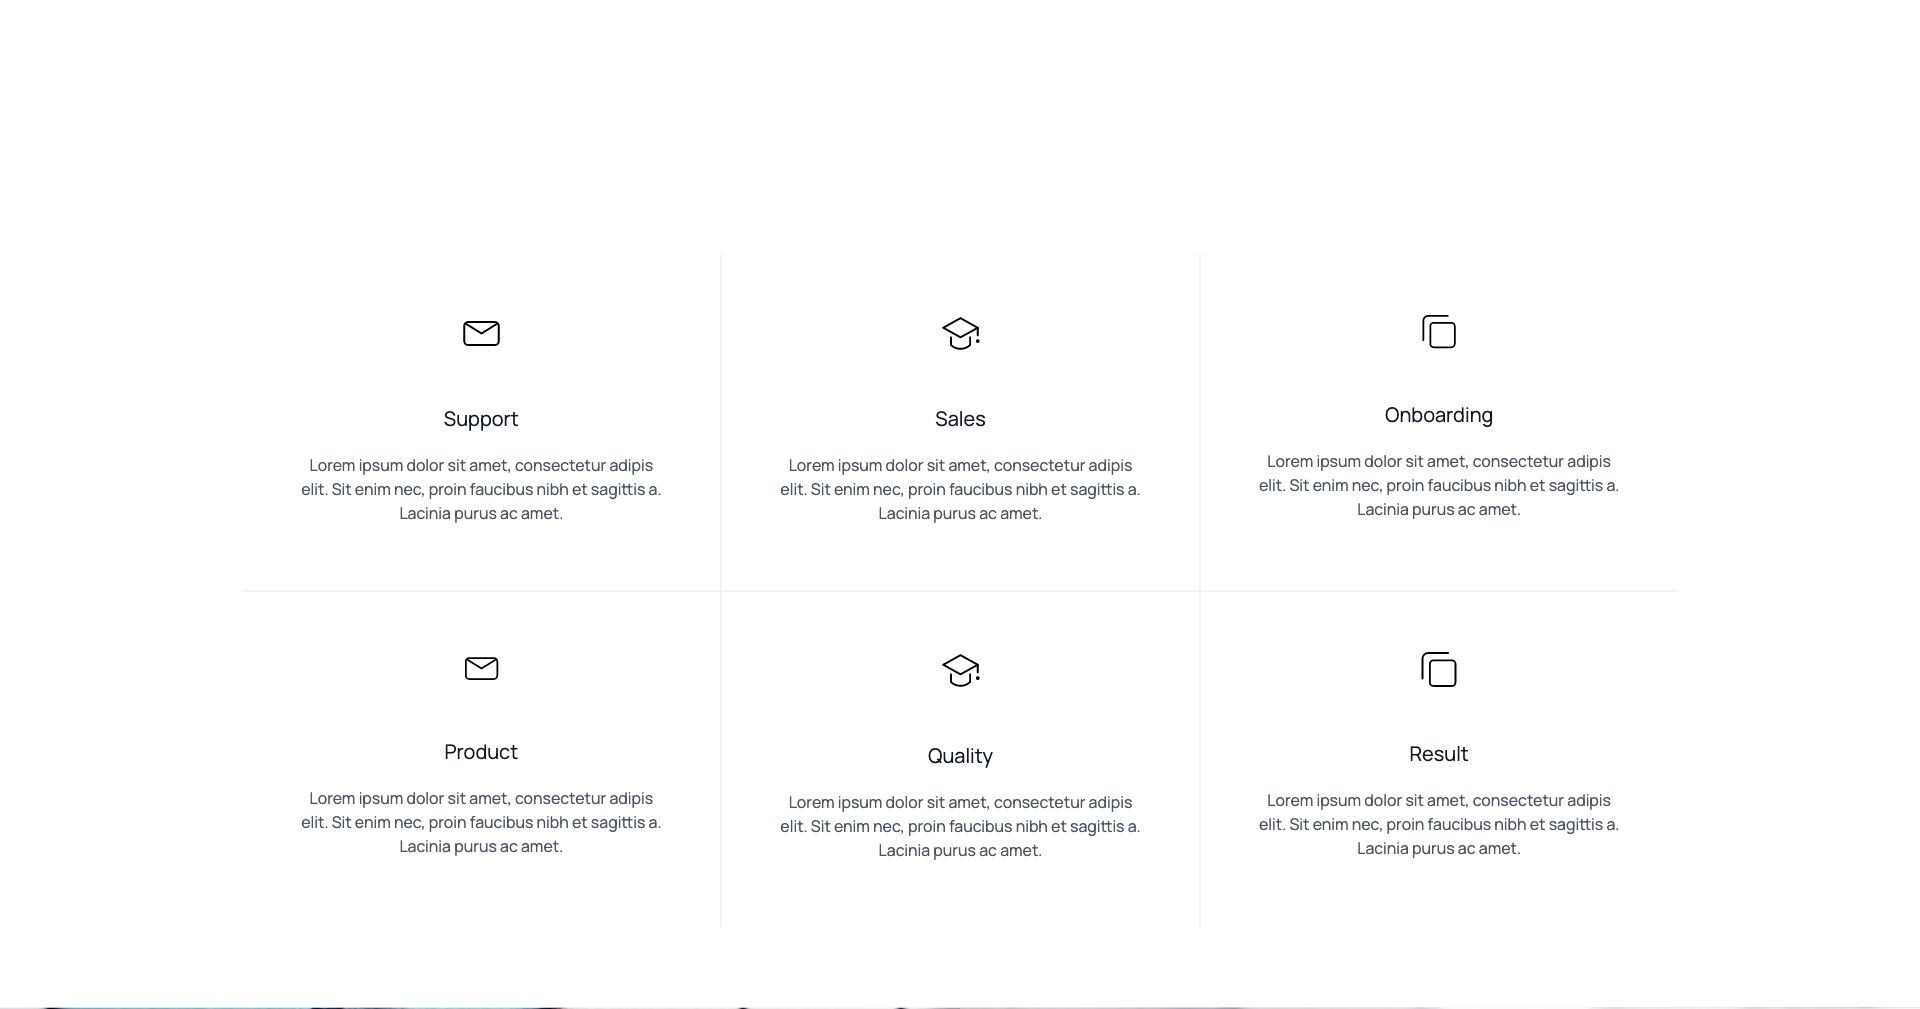 Support
Lorem ipsum dolor sit amet, consectetur adipis
elit. Sit enim nec, proin faucibus nibh et sagittis a.
Lacinia purus ac amet.
Sales
Lorem ipsum dolor sit amet, consectetur adipis
elit. Sit enim nec, proin faucibus nibh et sagittis a.
Lacinia purus ac amet.
Onboarding
Lorem ipsum dolor sit amet, consectetur adipis
elit. Sit enim nec, proin faucibus nibh et sagittis a.
Lacinia purus ac amet.
Product
Lorem ipsum dolor sit amet, consectetur adipis
elit. Sit enim nec, proin faucibus nibh et sagittis a.
Lacinia purus ac amet.
Quality
Lorem ipsum dolor sit amet, consectetur adipis
elit. Sit enim nec, proin faucibus nibh et sagittis a.
Lacinia purus ac amet.
Result
Lorem ipsum dolor sit amet, consectetur adipis
elit. Sit enim nec, proin faucibus nibh et sagittis a.
Lacinia purus ac amet.